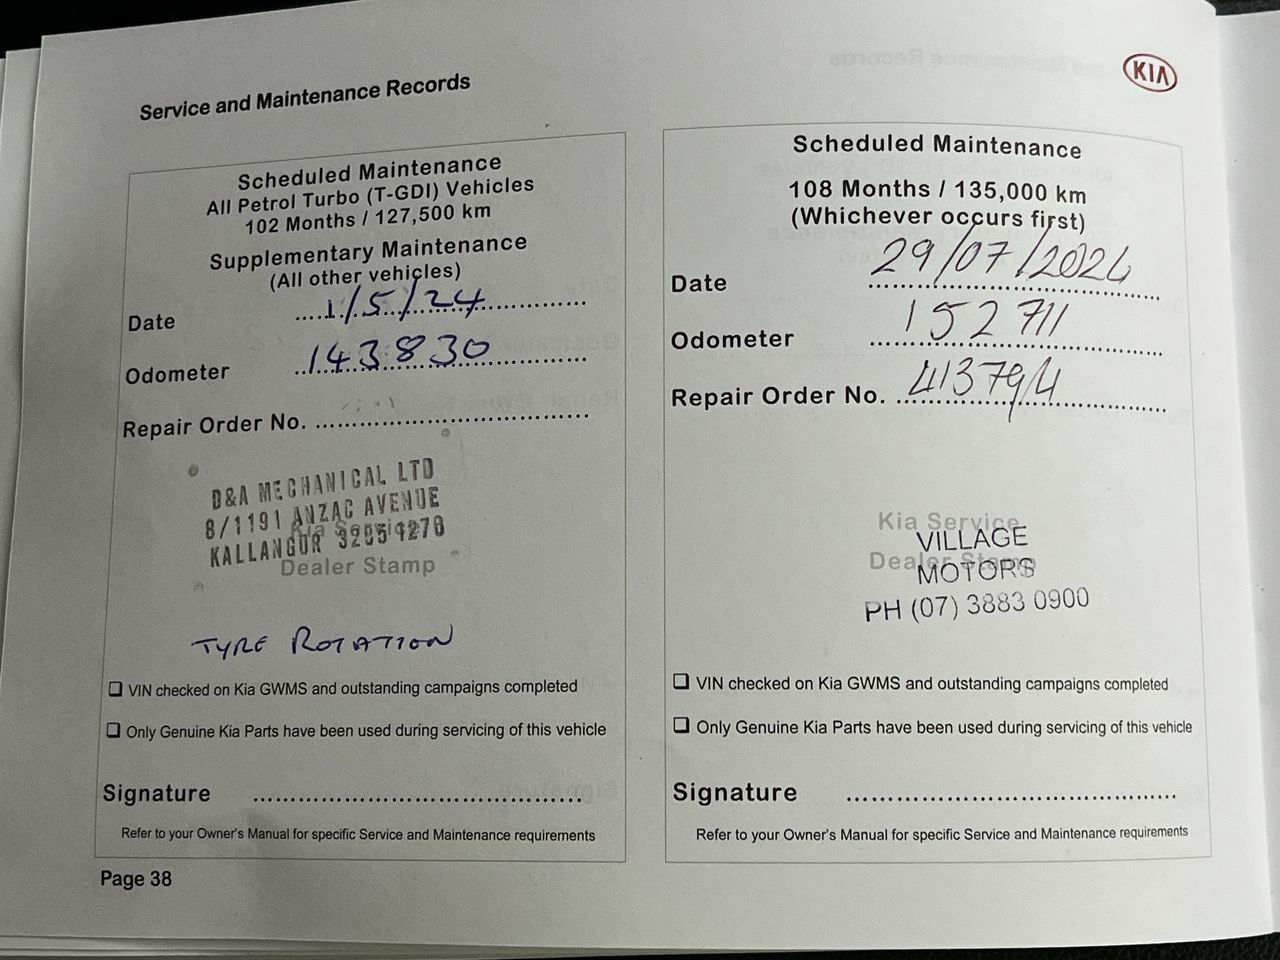 Service and Maintenance Records
KIA
Scheduled Maintenance
All Petrol Turbo (T-GDI) Vehicles
102 Months / 127,500 km
Supplementary Maintenance
(All other vehicles)
Date 1/5/24
Odometer 143830
Repair Order No.
D&A MECHANICAL LTD
8/1191 ANZAC AVENUE
KALLANGUR
Kia Service
Dealer Stamp
TYRE ROTATION
VIN checked on Kia GWMS and outstanding campaigns completed
Only Genuine Kia Parts have been used during servicing of this vehicle
Signature
Refer to your Owner's Manual for specific Service and Maintenance requirements
Page 38
Scheduled Maintenance
108 Months / 135,000 km
(Whichever occurs first)
Date 29/07/2024
Odometer 152711
Repair Order No. 413794
Kia Service
VILLAGE
Dealer Stamp
MOTORS
PH (07) 3883 0900
VIN checked on Kia GWMS and outstanding campaigns completed
Only Genuine Kia Parts have been used during servicing of this vehicle
Signature
Refer to your Owner's Manual for specific Service and Maintenance requirements